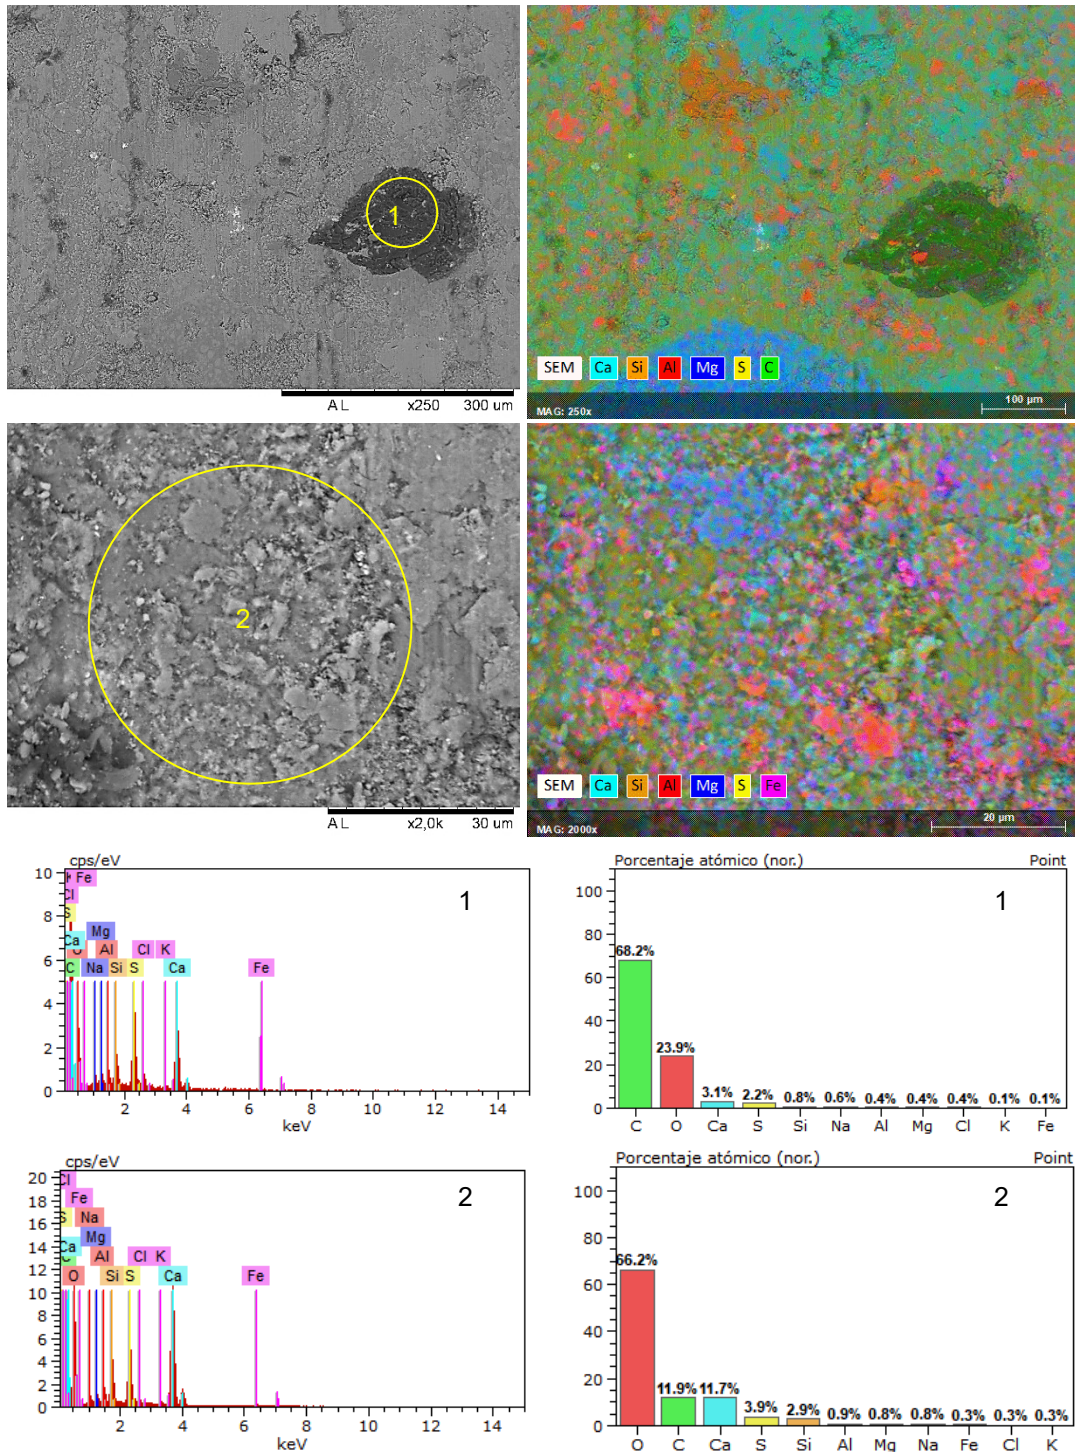 1
A L x250 300 um
SEM Ca Si Al Mg S C
MAG: 250x
100 µm
2
A L x2,0k 30 um
SEM Ca Si Al Mg S Fe
MAG: 2000x
20 µm
cps/eV
1
10
8
6
4
2
0
Fe
Cl
S
Mg
Ca Al Cl K
C Na Si S Ca Fe
2 4 6 8 10 12 14
keV
Porcentaje atómico (nor.) Point
1
100
80
60
40
20
0
68.2%
23.9%
3.1% 2.2% 0.8% 0.6% 0.4% 0.4% 0.4% 0.1% 0.1%
C O Ca S Si Na Al Mg Cl K Fe
cps/eV
2
20
18
16
14
12
10
8
6
4
2
0
Cl
Fe
S Na
Mg
Ca
Al Cl K
O Si S Ca Fe
2 4 6 8 10 12 14
keV
Porcentaje atómico (nor.) Point
2
100
80
60
40
20
0
66.2%
11.9% 11.7%
3.9% 2.9% 0.9% 0.8% 0.8% 0.3% 0.3% 0.3%
O C Ca S Si Al Mg Na Fe Cl K